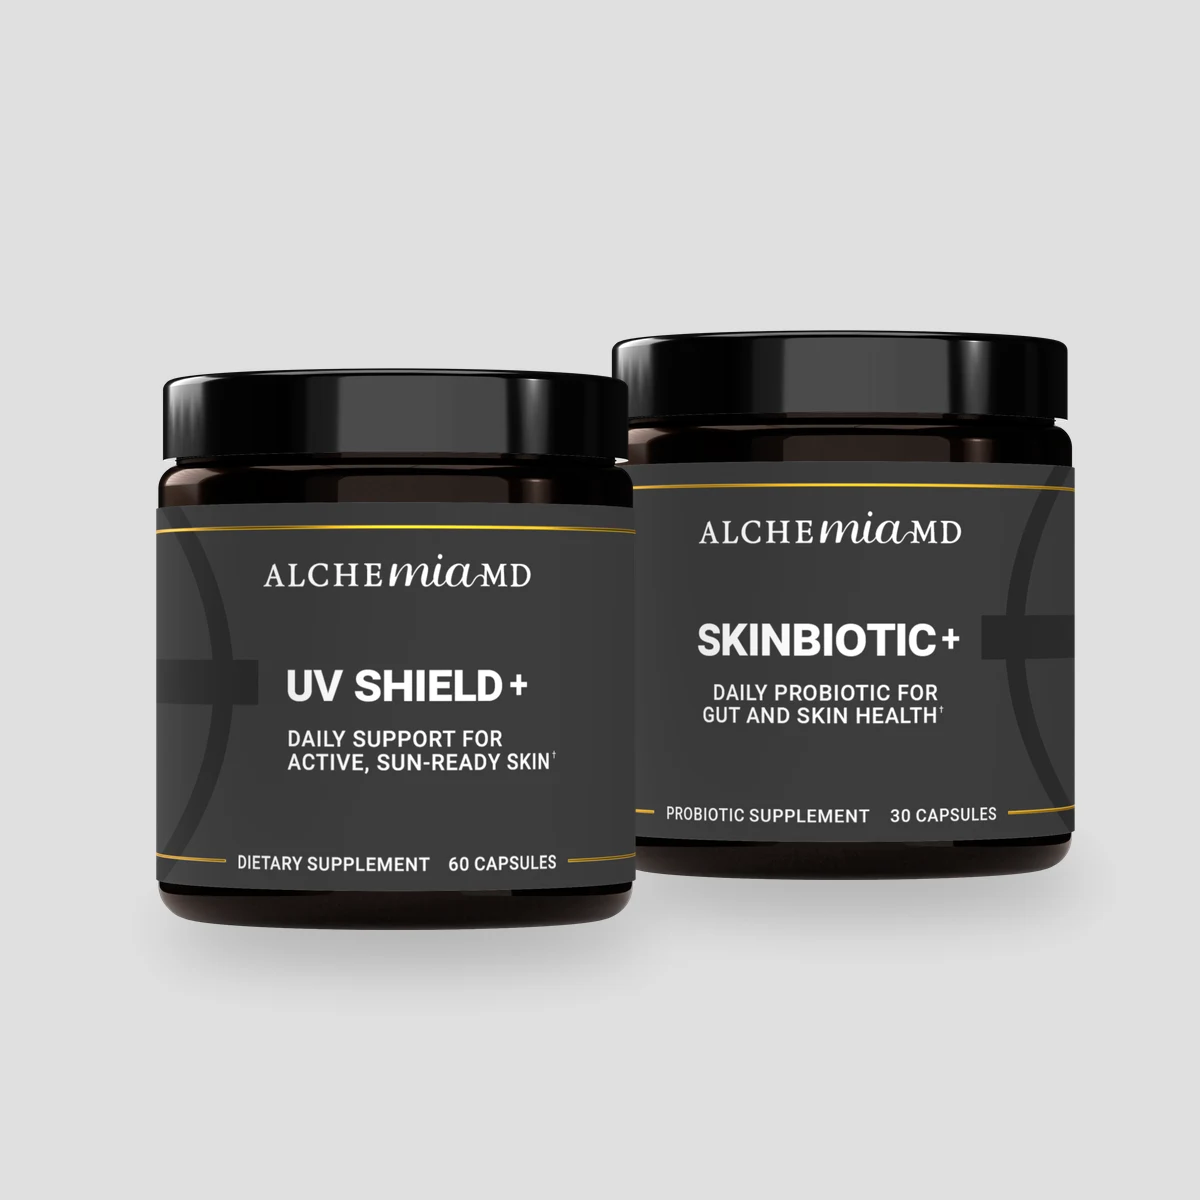 ALCHEmiaMD
UV SHIELD+
DAILY SUPPORT FOR
ACTIVE, SUN-READY SKIN†
DIETARY SUPPLEMENT 60 CAPSULES
ALCHEmiaMD
SKINBIOTIC+
DAILY PROBIOTIC FOR
GUT AND SKIN HEALTH†
PROBIOTIC SUPPLEMENT 30 CAPSULES